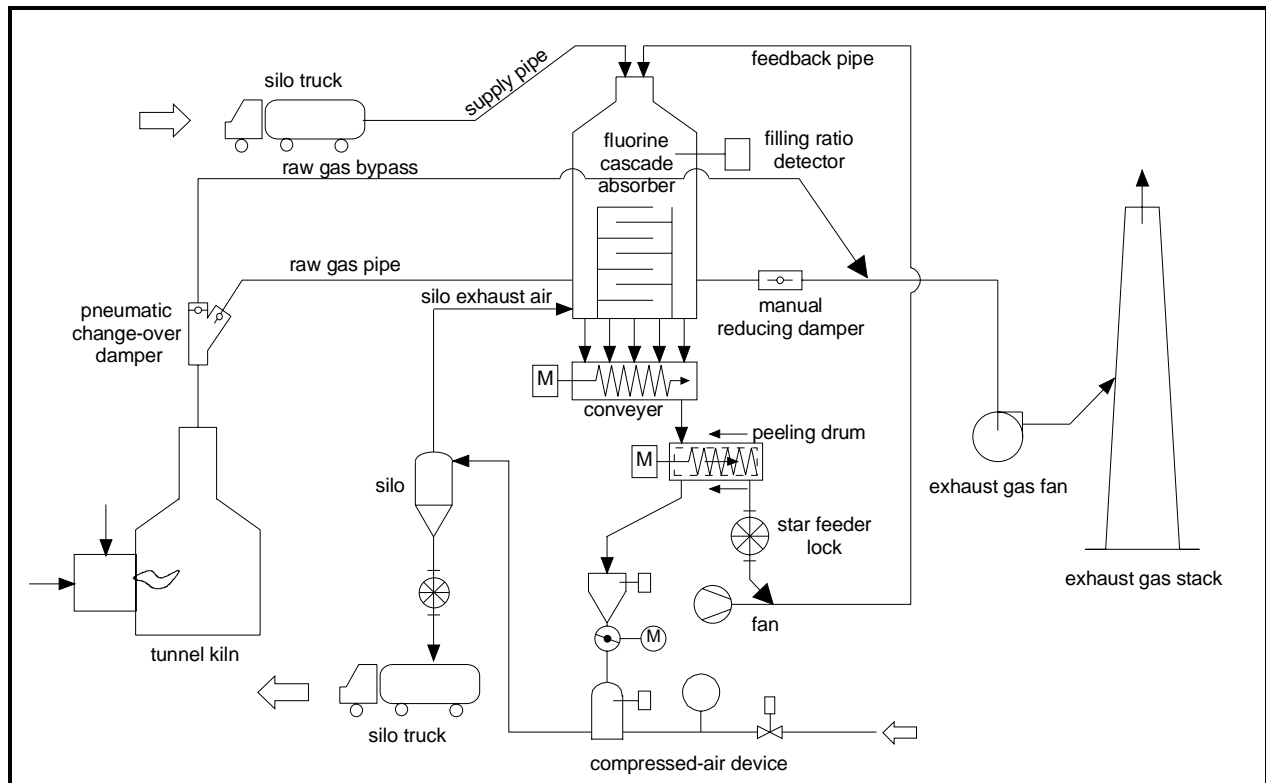 silo truck
supply pipe
feedback pipe
fluorine
cascade
absorber
filling ratio
detector
raw gas bypass
raw gas pipe
silo exhaust air
pneumatic
change-over
damper
manual
reducing damper
M
conveyer
peeling drum
M
silo
exhaust gas fan
star feeder
lock
exhaust gas stack
fan
M
tunnel kiln
silo truck
compressed-air device